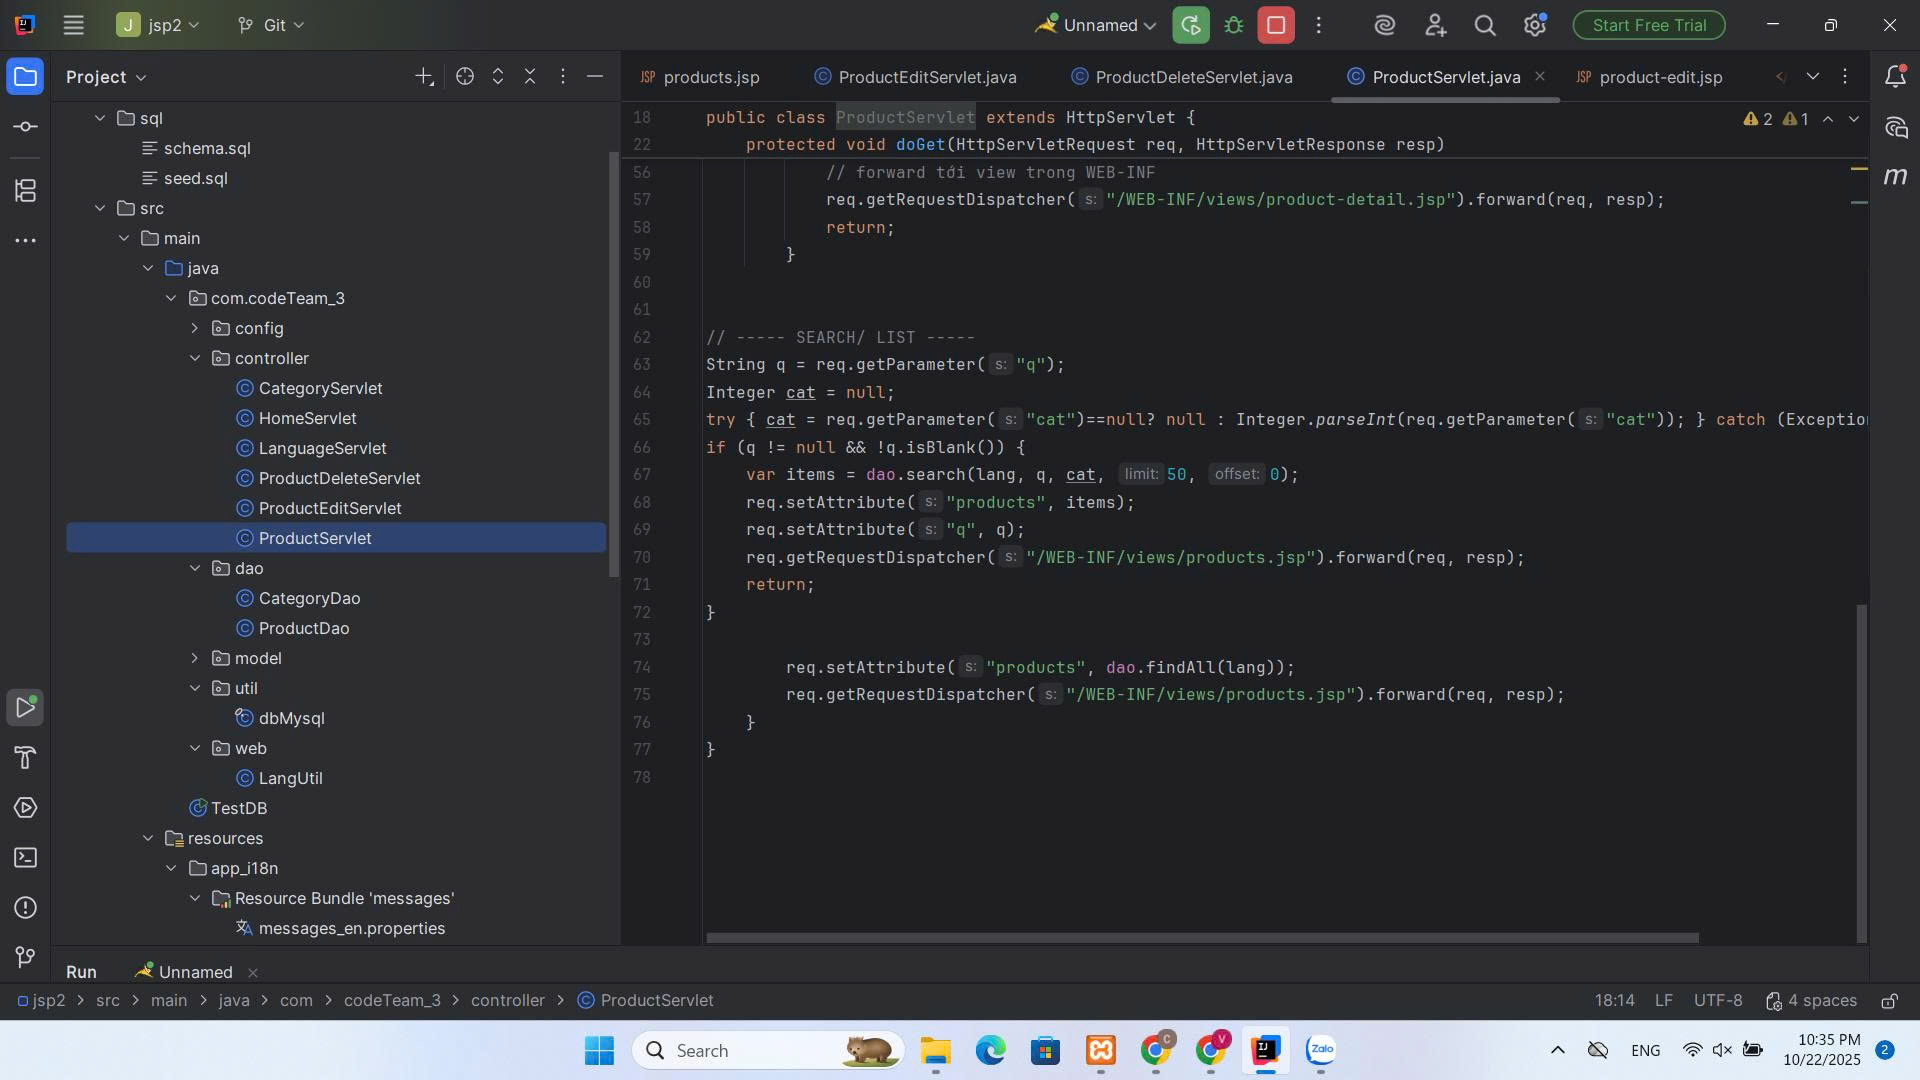 J jsp2 Git Unnamed Start Free Trial
Project
products.jsp ProductEditServlet.java ProductDeleteServlet.java ProductServlet.java product-edit.jsp
sql
schema.sql
seed.sql
src
main
java
com.codeTeam_3
config
controller
CategoryServlet
HomeServlet
LanguageServlet
ProductDeleteServlet
ProductEditServlet
ProductServlet
dao
CategoryDao
ProductDao
model
util
dbMysql
web
LangUtil
TestDB
resources
app_i18n
Resource Bundle 'messages'
messages_en.properties
18 public class ProductServlet extends HttpServlet {
22 protected void doGet(HttpServletRequest req, HttpServletResponse resp)
2 1
56 // forward tới view trong WEB-INF
57 req.getRequestDispatcher( s: "/WEB-INF/views/product-detail.jsp").forward(req, resp);
58 return;
59 }
60
61
62 // ----- SEARCH/ LIST -----
63 String q = req.getParameter( s: "q");
64 Integer cat = null;
65 try { cat = req.getParameter( s: "cat")==null? null : Integer.parseInt(req.getParameter( s: "cat")); } catch (Exception
66 if (q != null && !q.isBlank()) {
67 var items = dao.search(lang, q, cat, limit: 50, offset: 0);
68 req.setAttribute( s: "products", items);
69 req.setAttribute( s: "q", q);
70 req.getRequestDispatcher( s: "/WEB-INF/views/products.jsp").forward(req, resp);
71 return;
72 }
73
74 req.setAttribute( s: "products", dao.findAll(lang));
75 req.getRequestDispatcher( s: "/WEB-INF/views/products.jsp").forward(req, resp);
76 }
77 }
78
m
Run Unnamed
jsp2 > src > main > java > com > codeTeam_3 > controller > ProductServlet
18:14 LF UTF-8 4 spaces
Search
Zalo
ENG
10:35 PM
10/22/2025
2